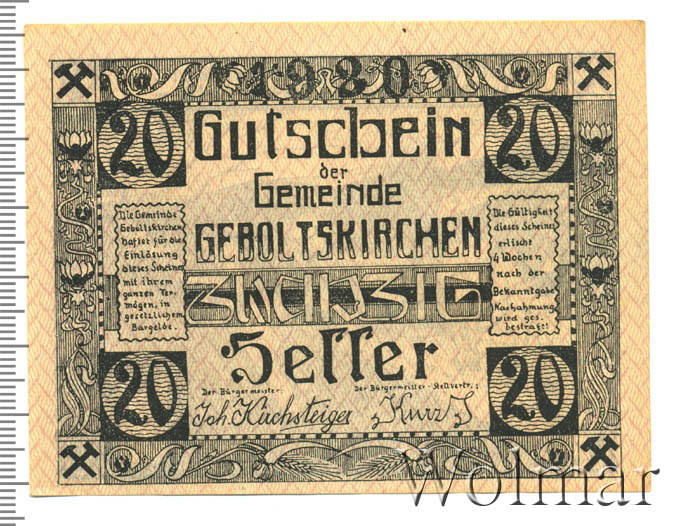 1920
20 20
Gutschein
der
Gemeinde
GEBOLTSKIRCHEN
ZWANZIG
Heller
Die Gemeinde
Geboltskirchen
haftet für die
Einlösung
dieses Scheines
mit ihrem
ganzen Ver
mögen, in
gesetzlichem
Bargelde.
Die Gültigkeit
dieses Scheines
erlischt
4 Wochen
nach der
Bekanntgabe
Nachahmung
wird ges.
bestraft!
20 20
Der Bürgermeister: Der Bürgermeister-Stellvertr.:
Joh. Kuchsteiger Kurz J
Wolmar